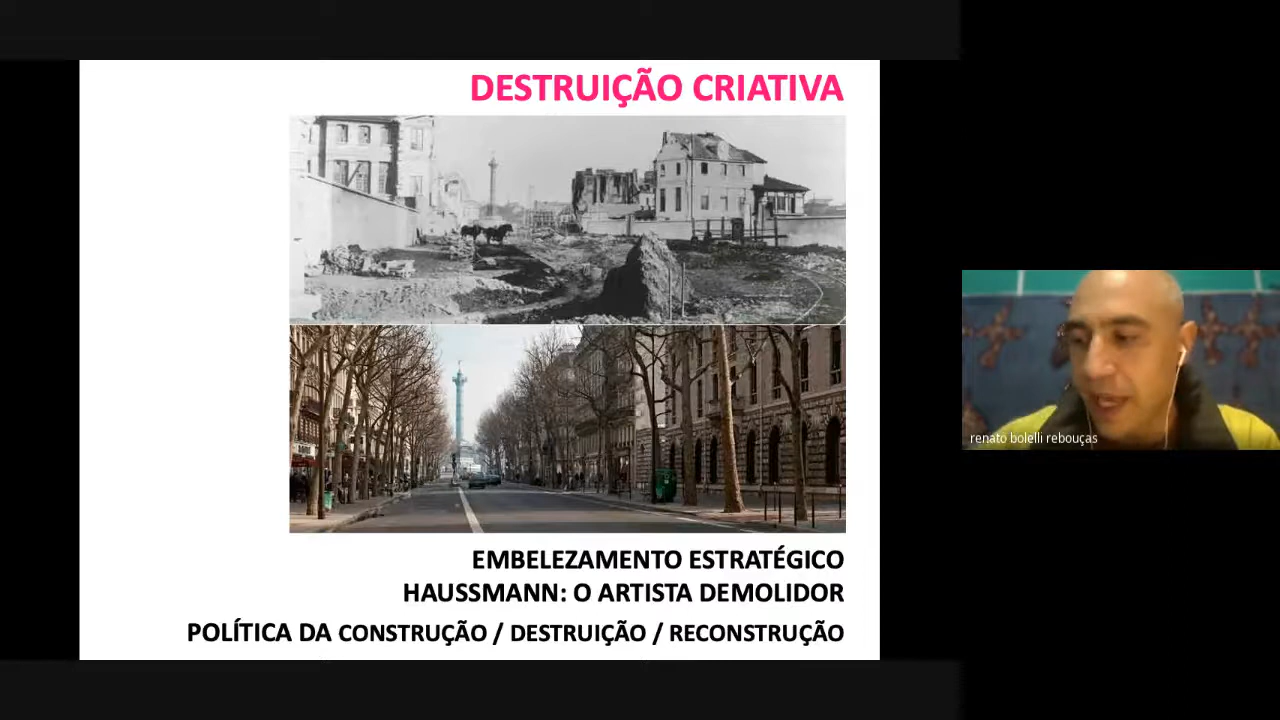 DESTRUIÇÃO CRIATIVA
EMBELEZAMENTO ESTRATÉGICO
HAUSSMANN: O ARTISTA DEMOLIDOR
POLÍTICA DA CONSTRUÇÃO / DESTRUIÇÃO / RECONSTRUÇÃO
renato bolelli rebouças